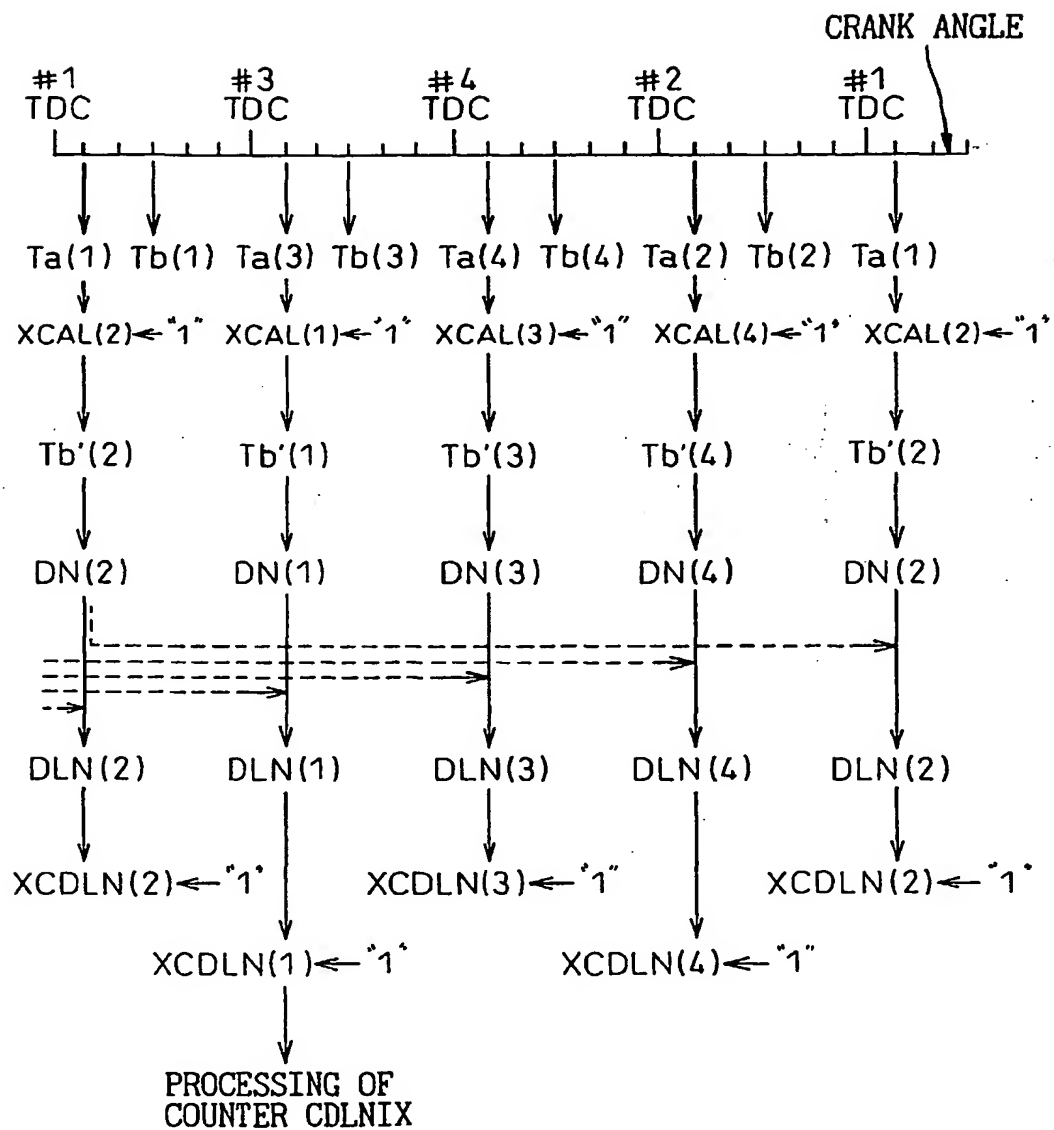 CRANK ANGLE
#1 #3 #4 #2 #1
TDC TDC TDC TDC TDC
Ta(1) Tb(1) Ta(3) Tb(3) Ta(4) Tb(4) Ta(2) Tb(2) Ta(1)
XCAL(2)←"1" XCAL(1)←"1" XCAL(3)←"1" XCAL(4)←"1" XCAL(2)←"1"
Tb'(2) Tb'(1) Tb'(3) Tb'(4) Tb'(2)
DN(2) DN(1) DN(3) DN(4) DN(2)
DLN(2) DLN(1) DLN(3) DLN(4) DLN(2)
XCDLN(2)←"1" XCDLN(3)←"1" XCDLN(2)←"1"
XCDLN(1)←"1" XCDLN(4)←"1"
PROCESSING OF
COUNTER CDLNIX